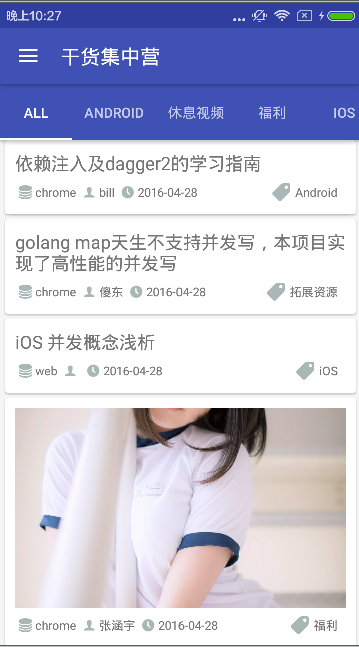 晚上10:27
干货集中营
ALL ANDROID 休息视频 福利 IOS
依赖注入及dagger2的学习指南
chrome bill 2016-04-28 Android
golang map天生不支持并发写，本项目实
现了高性能的并发写
chrome 傻东 2016-04-28 拓展资源
iOS 并发概念浅析
web 2016-04-28 iOS
chrome 张涵宇 2016-04-28 福利